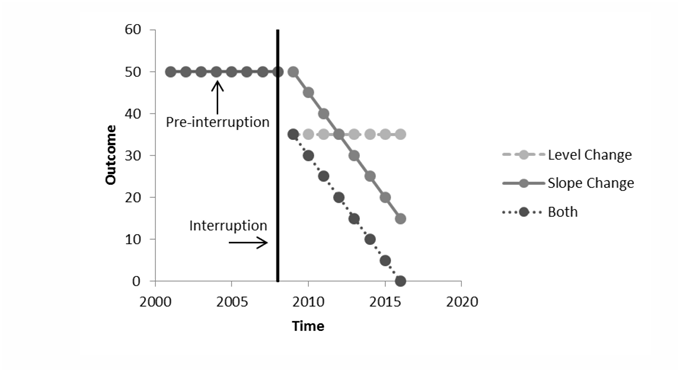 60
50
40
30
20
10
0
Outcome
Pre-interruption
Interruption
2000 2005 2010 2015 2020
Time
Level Change
Slope Change
Both